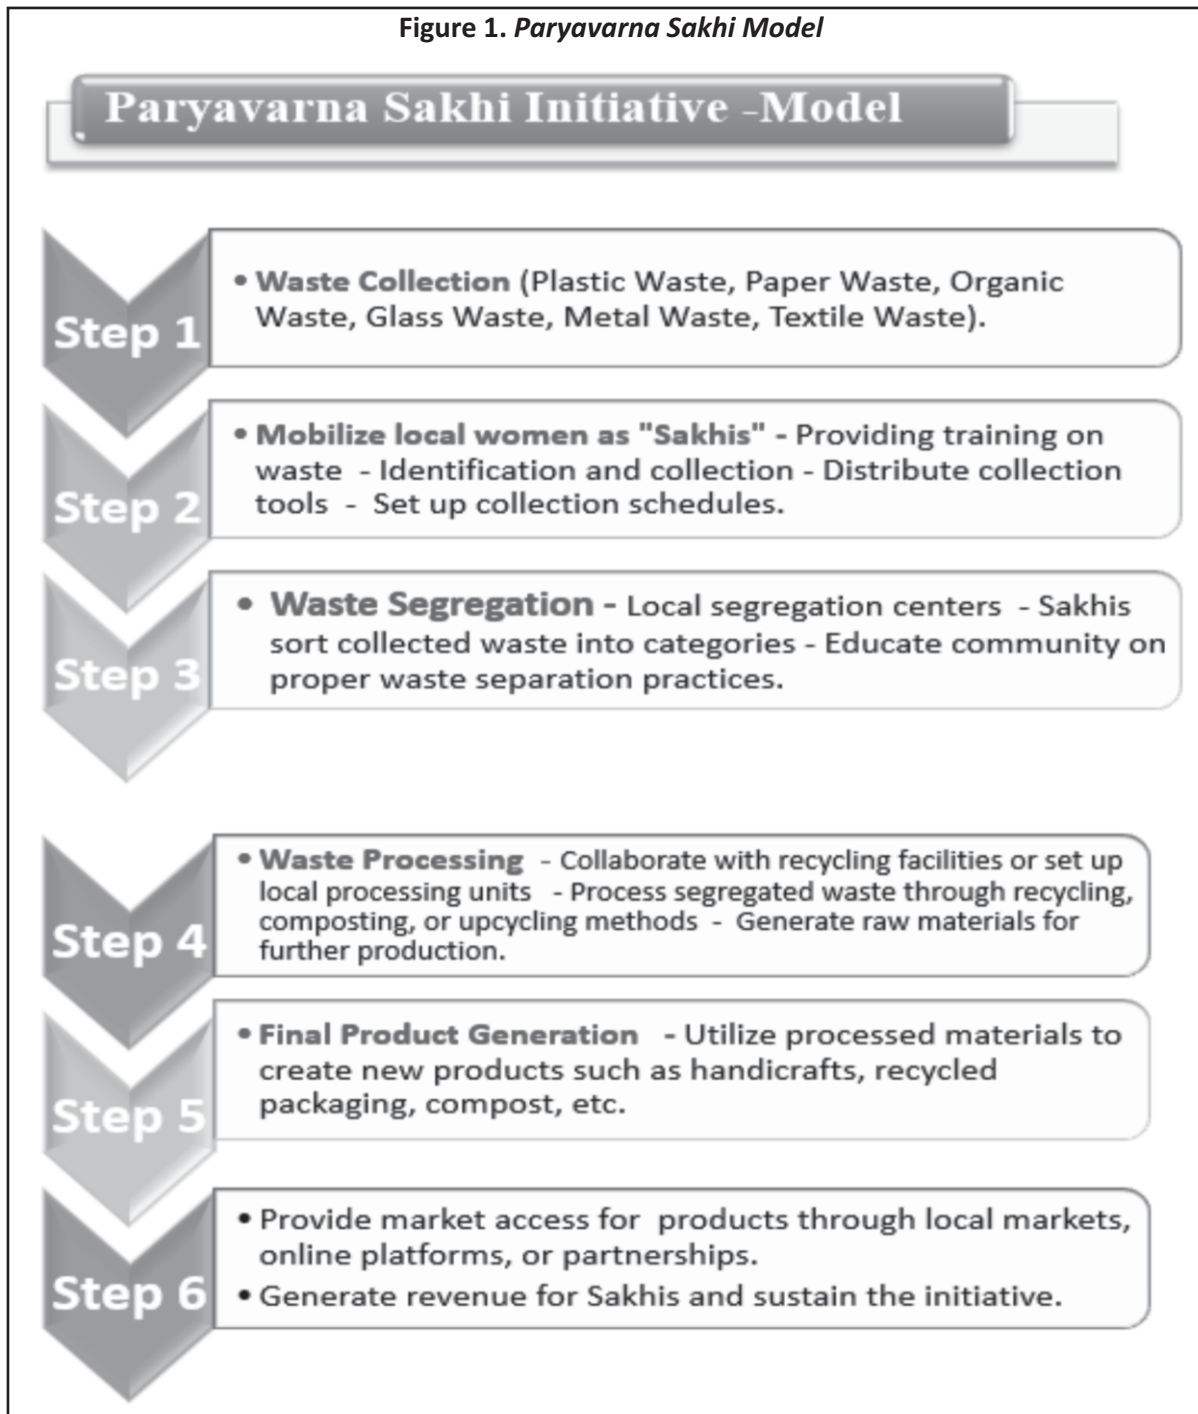 Figure 1. Paryavarna Sakhi Model
Paryavarna Sakhi Initiative -Model
Step 1
• Waste Collection (Plastic Waste, Paper Waste, Organic
Waste, Glass Waste, Metal Waste, Textile Waste).
Step 2
• Mobilize local women as "Sakhis" - Providing training on
waste - Identification and collection - Distribute collection
tools - Set up collection schedules.
Step 3
• Waste Segregation - Local segregation centers - Sakhis
sort collected waste into categories - Educate community on
proper waste separation practices.
Step 4
• Waste Processing - Collaborate with recycling facilities or set up
local processing units - Process segregated waste through recycling,
composting, or upcycling methods - Generate raw materials for
further production.
Step 5
• Final Product Generation - Utilize processed materials to
create new products such as handicrafts, recycled
packaging, compost, etc.
Step 6
• Provide market access for products through local markets,
online platforms, or partnerships.
• Generate revenue for Sakhis and sustain the initiative.